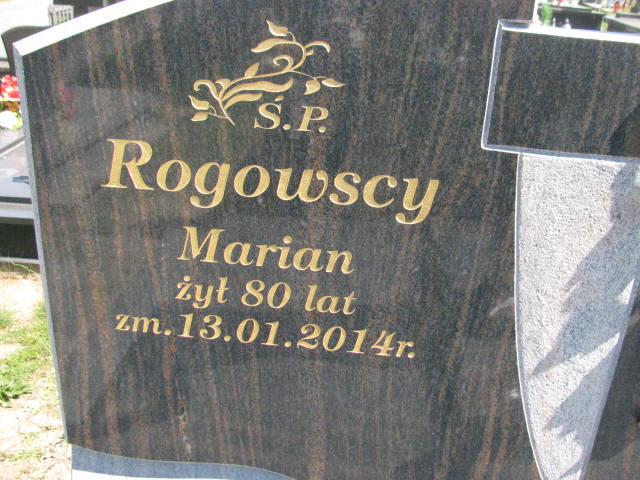 Ś.P.
Rogowscy
Marian
żył 80 lat
zm.13.01.2014r.